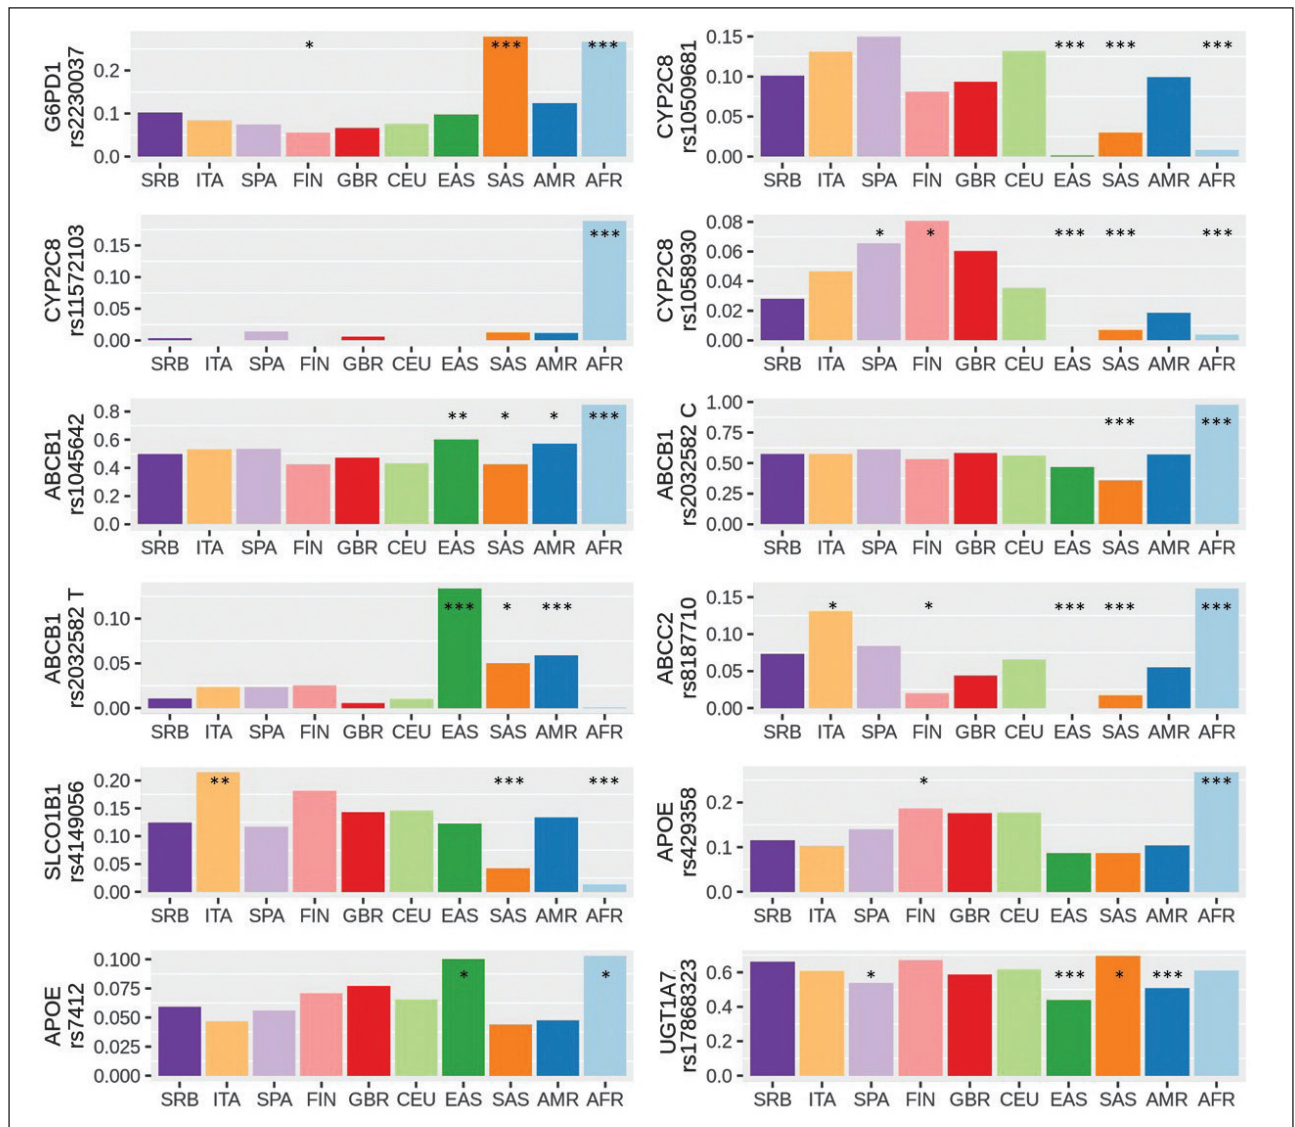 G6PD1
rs2230037
0.2
0.1
0.0
* *** ***
SRB ITA SPA FIN GBR CEU EAS SAS AMR AFR
CYP2C8
rs10509681
0.15
0.10
0.05
0.00
*** *** ***
SRB ITA SPA FIN GBR CEU EAS SAS AMR AFR
CYP2C8
rs11572103
0.15
0.10
0.05
0.00
***
SRB ITA SPA FIN GBR CEU EAS SAS AMR AFR
CYP2C8
rs1058930
0.08
0.06
0.04
0.02
0.00
* * *** *** ***
SRB ITA SPA FIN GBR CEU EAS SAS AMR AFR
ABCB1
rs1045642
0.8
0.6
0.4
0.2
0.0
** * * ***
SRB ITA SPA FIN GBR CEU EAS SAS AMR AFR
ABCB1
rs20325582 C
1.00
0.75
0.50
0.25
0.00
*** ***
SRB ITA SPA FIN GBR CEU EAS SAS AMR AFR
ABCB1
rs2032582 T
0.10
0.05
0.00
*** * ***
SRB ITA SPA FIN GBR CEU EAS SAS AMR AFR
ABCC2
rs8187710
0.15
0.10
0.05
0.00
* * *** *** ***
SRB ITA SPA FIN GBR CEU EAS SAS AMR AFR
SLCO1B1
rs4149056
0.20
0.15
0.10
0.05
0.00
** *** ***
SRB ITA SPA FIN GBR CEU EAS SAS AMR AFR
APOE
rs429358
0.2
0.1
0.0
* ***
SRB ITA SPA FIN GBR CEU EAS SAS AMR AFR
APOE
rs7412
0.100
0.075
0.050
0.025
0.000
* *
SRB ITA SPA FIN GBR CEU EAS SAS AMR AFR
UGT1A7
rs17868323
0.6
0.4
0.2
0.0
* *** * ***
SRB ITA SPA FIN GBR CEU EAS SAS AMR AFR